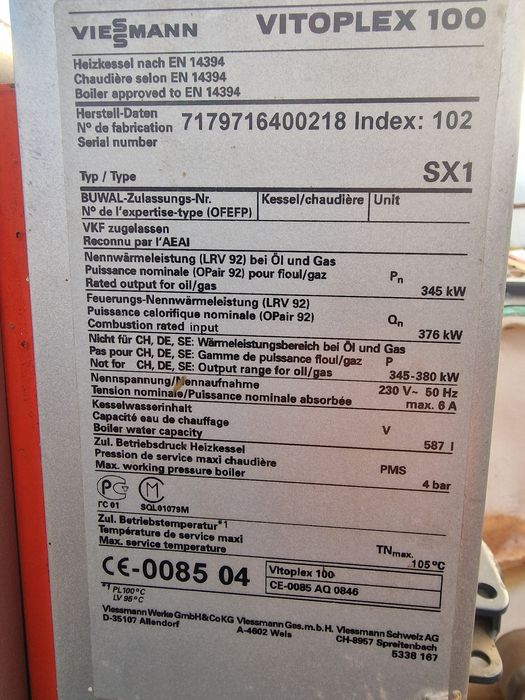 VIESSMANN VITOPLEX 100
Heizkessel nach EN 14394
Chaudière selon EN 14394
Boiler approved to EN 14394
Herstell-Daten
N° de fabrication 7179716400218 Index: 102
Serial number
Typ / Type SX1
BUWAL-Zulassungs-Nr. Kessel/chaudière Unit
N° de l'expertise-type (OFEFP)
VKF zugelassen
Reconnu par l'AEAI
Nennwärmeleistung (LRV 92) bei Öl und Gas
Puissance nominale (OPair 92) pour fioul/gaz Pn
Rated output for oil/gas 345 kW
Feuerungs-Nennwärmeleistung (LRV 92)
Puissance calorifique nominale (OPair 92) Qn
Combustion rated input 376 kW
Nicht für CH, DE, SE: Wärmeleistungsbereich bei Öl und Gas
Pas pour CH, DE, SE: Gamme de puissance fioul/gaz P
Not for CH, DE, SE: Output range for oil/gas 345-380 kW
Nennspannung/Nennaufnahme 230 V~ 50 Hz
Tension nominale/Puissance nominale absorbée max. 6 A
Kesselwasserinhalt
Capacité eau de chauffage V
Boiler water capacity 587 l
Zul. Betriebsdruck Heizkessel
Pression de service maxi chaudière PMS
Max. working pressure boiler 4 bar
PG CM
ГС 01 SQL01079M
Zul. Betriebstemperatur*1
Température de service maxi TNmax.
Max. service temperature 105°C
CE-0085 04 Vitoplex 100
CE-0085 AQ 0846
*1 PL 100°C
LV 95°C
Viessmann Werke GmbH&CoKG Viessmann Ges.m.b.H. Viessmann Schweiz AG
D-35107 Allendorf A-4602 Wels CH-8957 Spreitenbach
5338 167